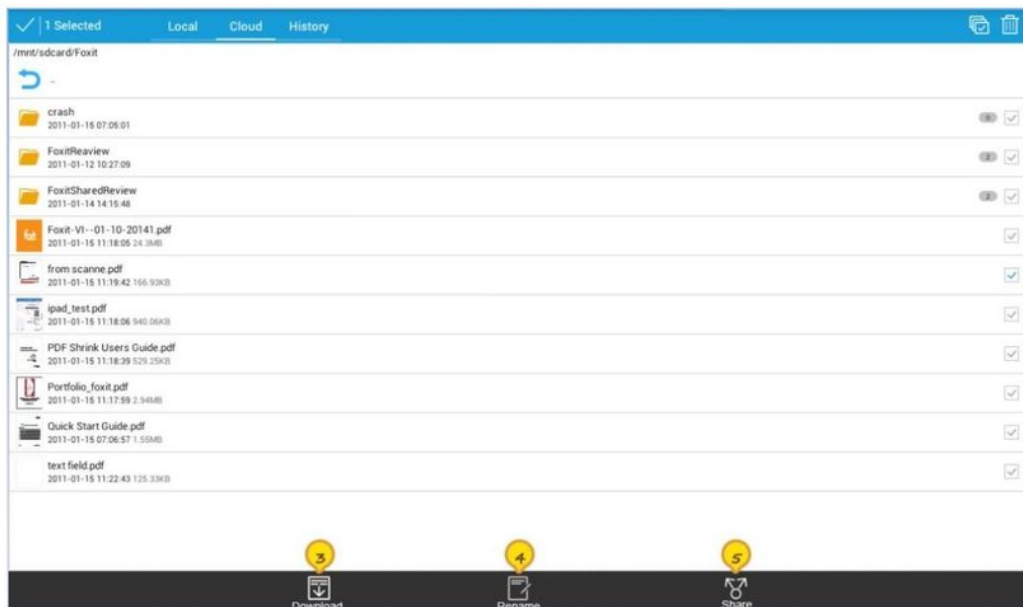 1 Selected Local Cloud History
/mnt/sdcard/Foxit
..
crash
2011-01-15 07:05:01 0
FoxitReaview
2011-01-12 10:27:09 2
FoxitSharedReview
2011-01-14 14:15:48 2
Foxit-VI--01-10-20141.pdf
2011-01-15 11:18:05 24.3MB
from scanne.pdf
2011-01-15 11:19:42 166.93KB
ipad_test.pdf
2011-01-15 11:18:06 940.06KB
PDF Shrink Users Guide.pdf
2011-01-15 11:18:39 529.25KB
Portfolio_foxit.pdf
2011-01-15 11:17:59 2.94MB
Quick Start Guide.pdf
2011-01-15 07:06:57 1.55MB
text field.pdf
2011-01-15 11:22:43 125.33KB
3 4 5
Download Rename Share